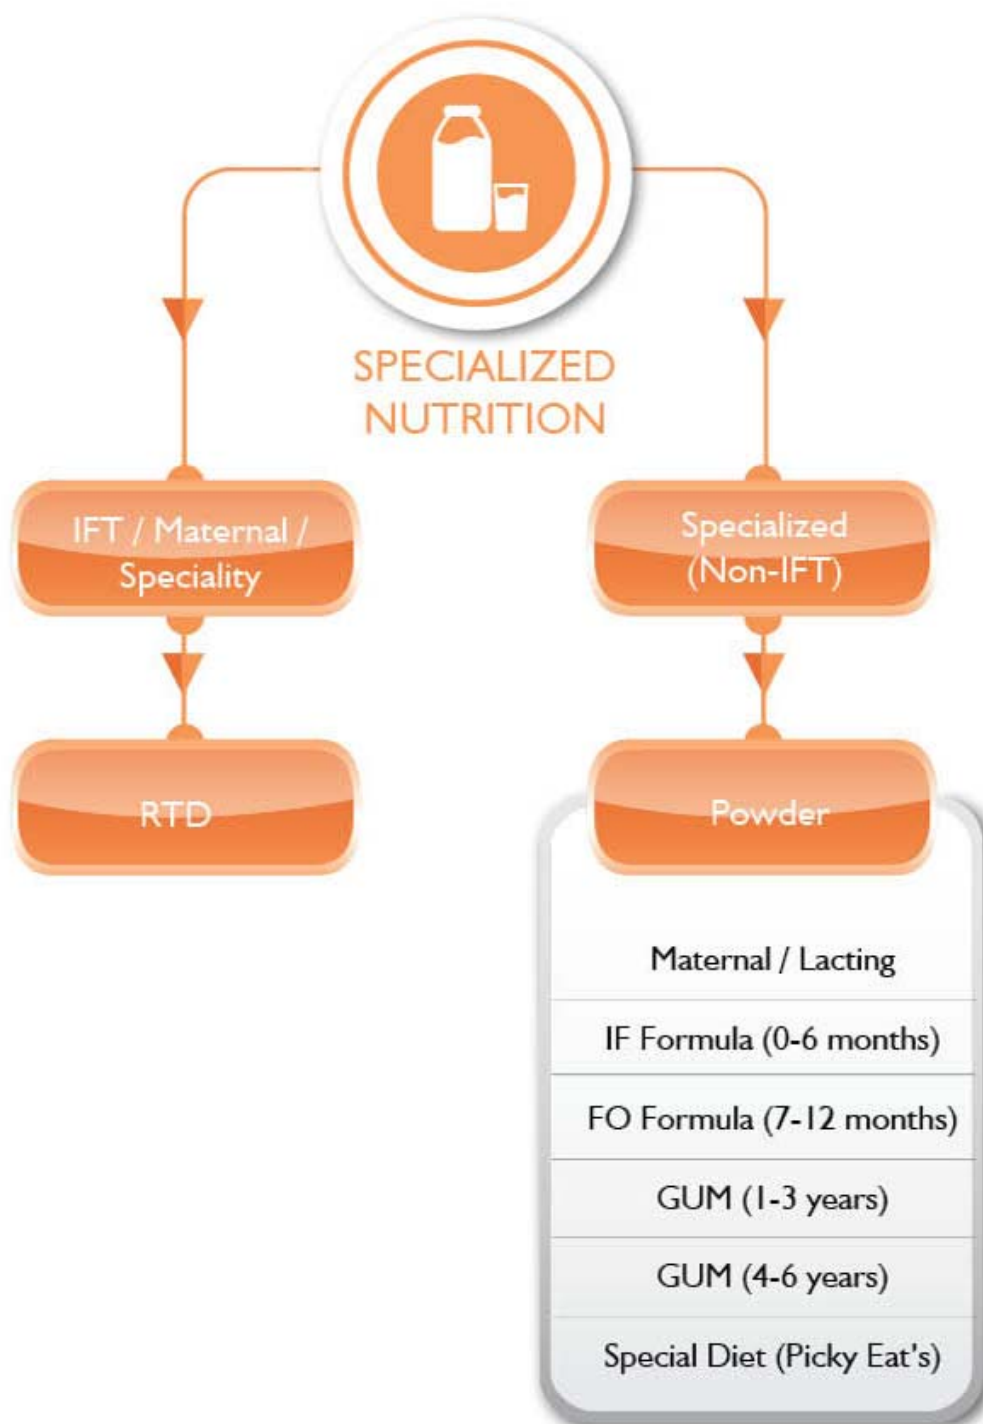 SPECIALIZED
NUTRITION
IFT / Maternal /
Speciality
Specialized
(Non-IFT)
RTD
Powder
Maternal / Lacting
IF Formula (0-6 months)
FO Formula (7-12 months)
GUM (1-3 years)
GUM (4-6 years)
Special Diet (Picky Eat's)